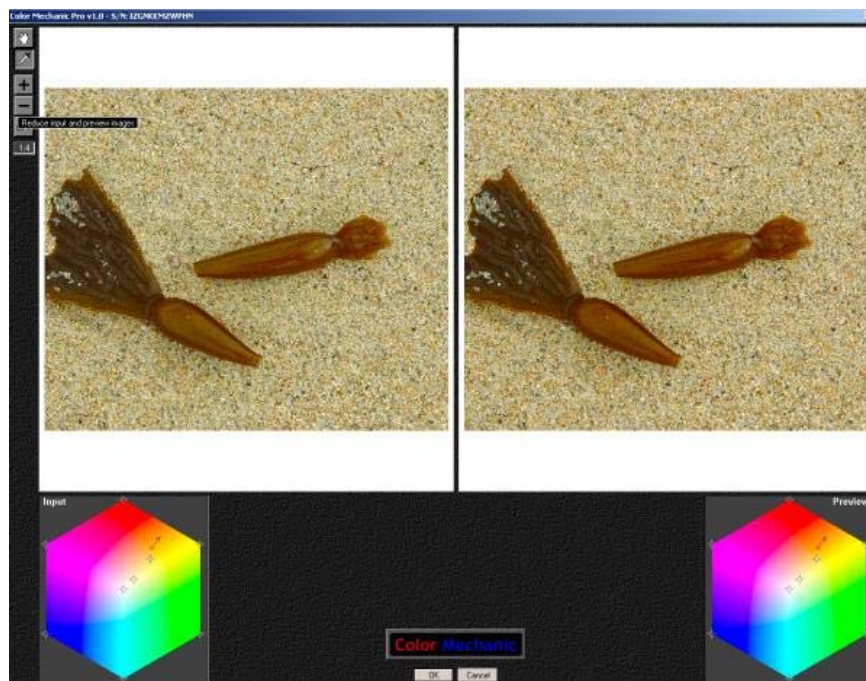 Color Mechanic Pro v1.0 - S/N:
Reduce input and preview images
1:4
Input
Preview
Color Mechanic
OK
Cancel